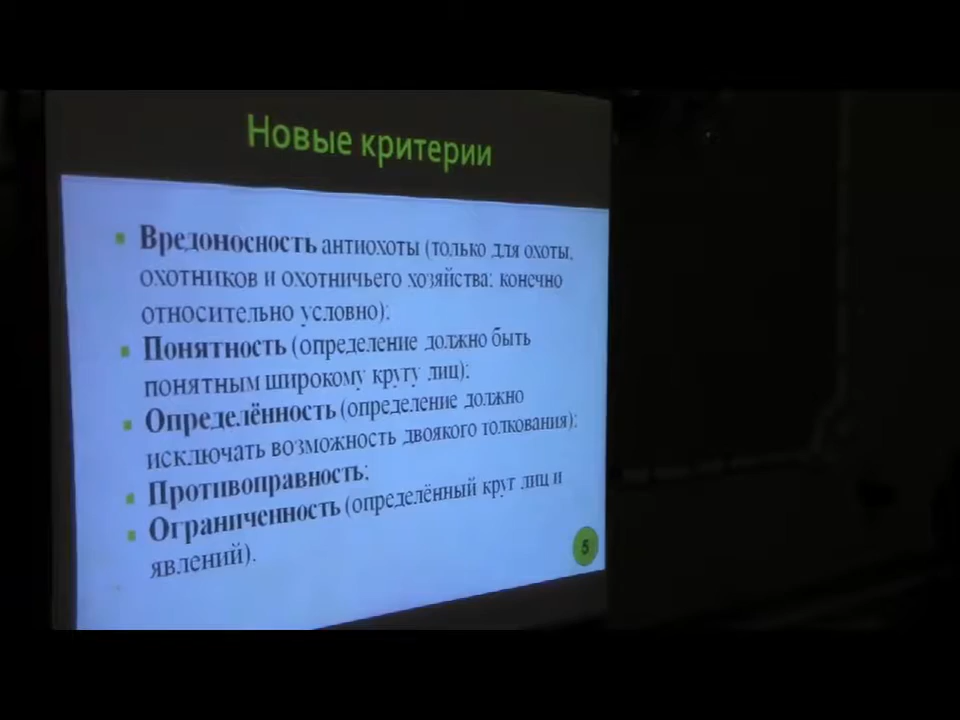 Новые критерии
Вредоносность антиохоты (только для охоты,
охотников и охотничьего хозяйства; конечно
относительно условно);
Понятность (определение должно быть
понятным широкому кругу лиц);
Определённость (определение должно
исключать возможность двоякого толкования);
Противоправность;
Ограниченность (определённый круг лиц и
явлений).
5